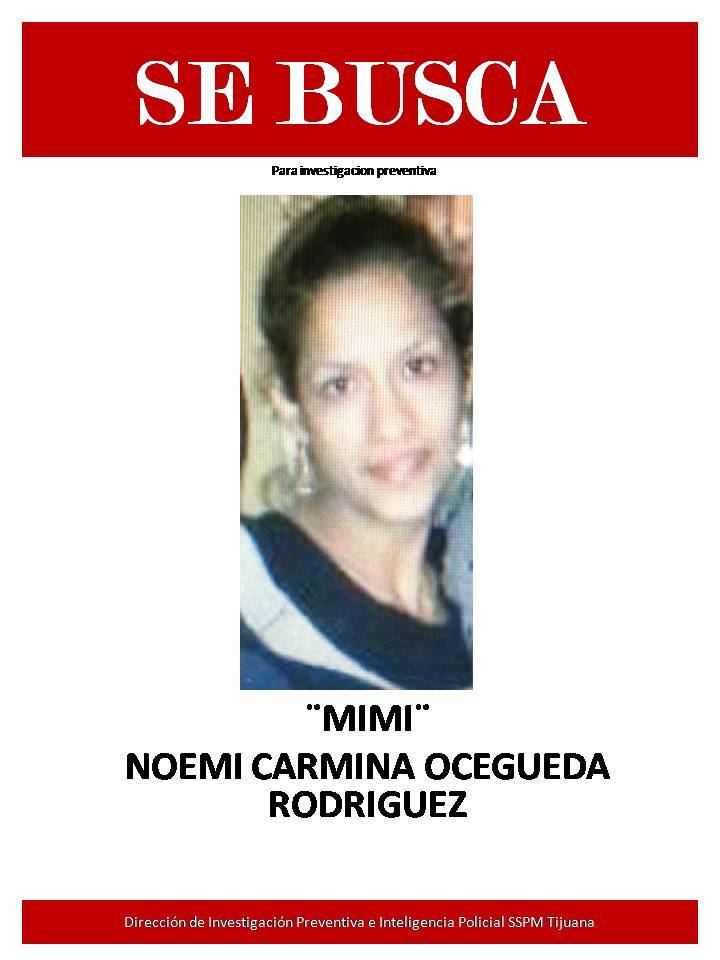 SE BUSCA
Para investigacion preventiva
¨MIMI¨
NOEMI CARMINA OCEGUEDA
RODRIGUEZ
Dirección de Investigación Preventiva e Inteligencia Policial SSPM Tijuana